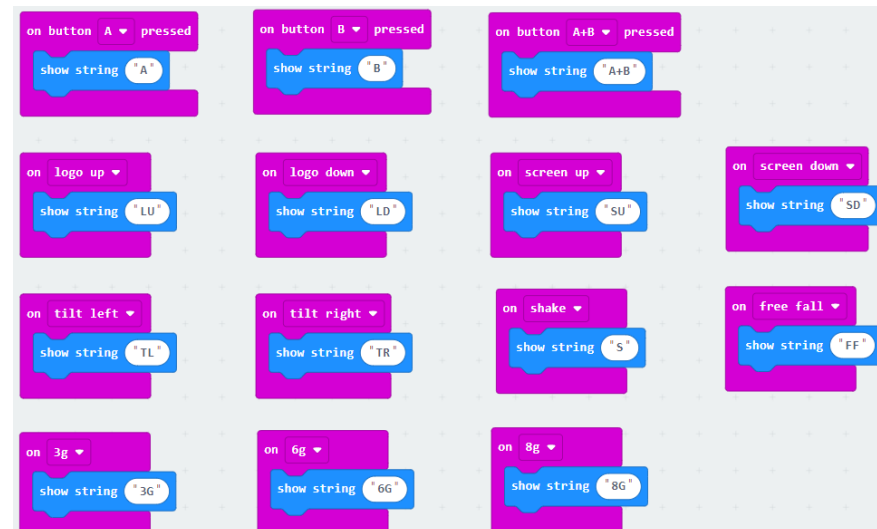 on button A ▼ pressed
show string "A"
on button B ▼ pressed
show string "B"
on button A+B ▼ pressed
show string "A+B"
on logo up ▼
show string "LU"
on logo down ▼
show string "LD"
on screen up ▼
show string "SU"
on screen down ▼
show string "SD"
on tilt left ▼
show string "TL"
on tilt right ▼
show string "TR"
on shake ▼
show string "S"
on free fall ▼
show string "FF"
on 3g ▼
show string "3G"
on 6g ▼
show string "6G"
on 8g ▼
show string "8G"